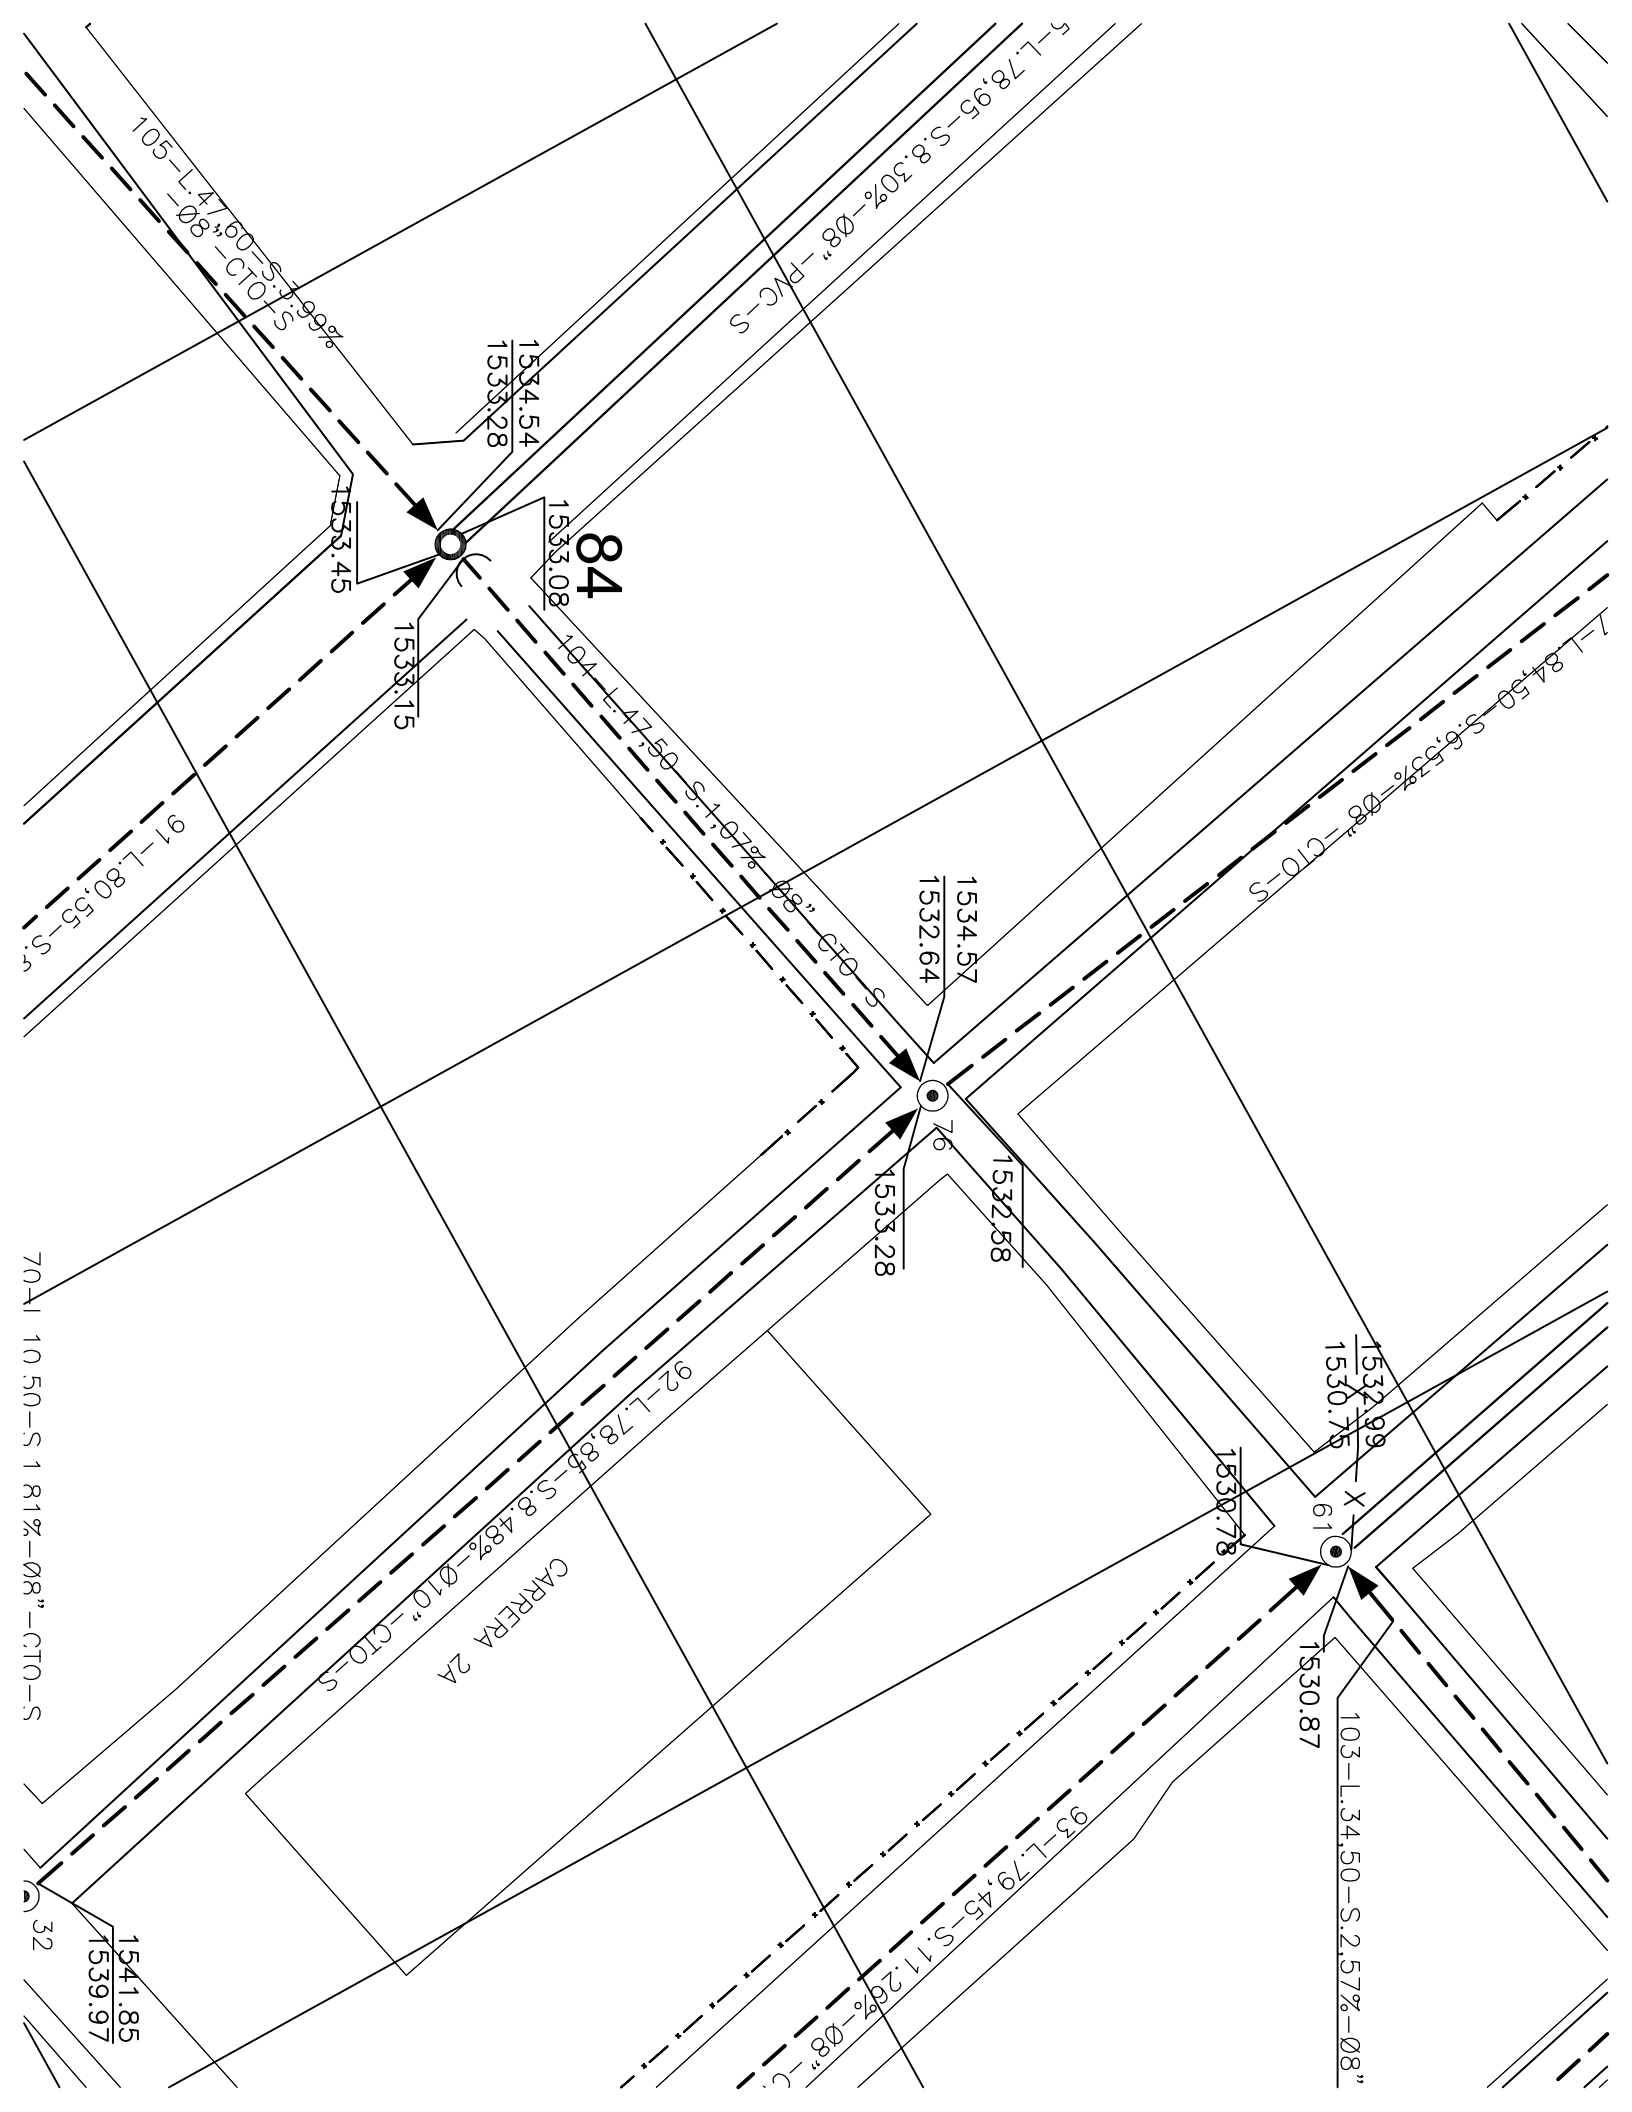 105-L.47,60-S.3.99%
-Ø8"-CTO-S
5-L.78,95-S.8.30%-Ø8"-PVC-S
1534.54
1533.28
1533.45
1533.08
84
1533.15
104-L.47,50 S.1,07% Ø8" CTO S
7-L.84,50-S.6,53%-Ø8"-CTO-S
91-L.80,55-S.
1534.57
1532.64
76
1533.28
1532.58
70-L 10.50-S 1 81%-Ø8"-CTO-S
92-L.78,85-S.8.48%-Ø10"-CTO-S
CARRERA 2A
1532.99
1530.75
X
61
1530.78
1530.87
103-L.34,50-S.2,57%-Ø8"
93-L.79,45-S.11.26%-Ø8"-C
32
1541.85
1539.97